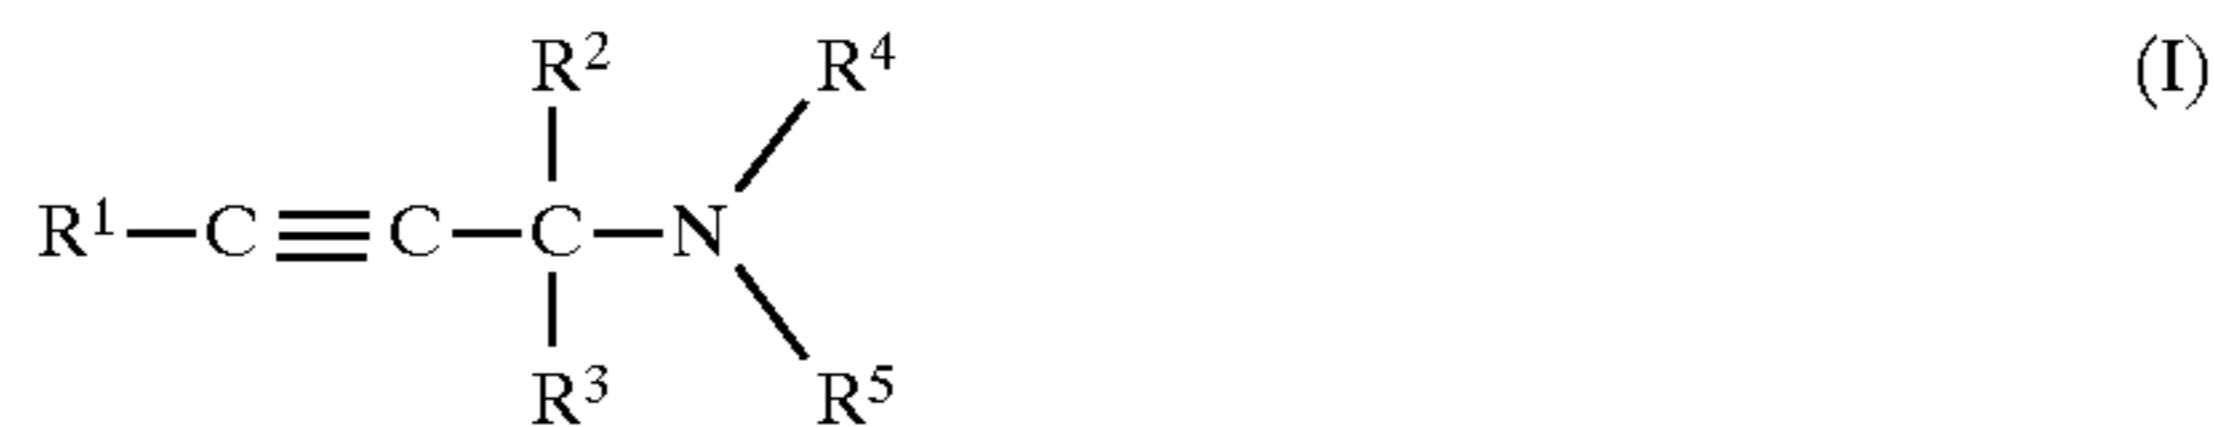 R² R⁴ (I)
R¹—C≡C—C—N
R³ R⁵